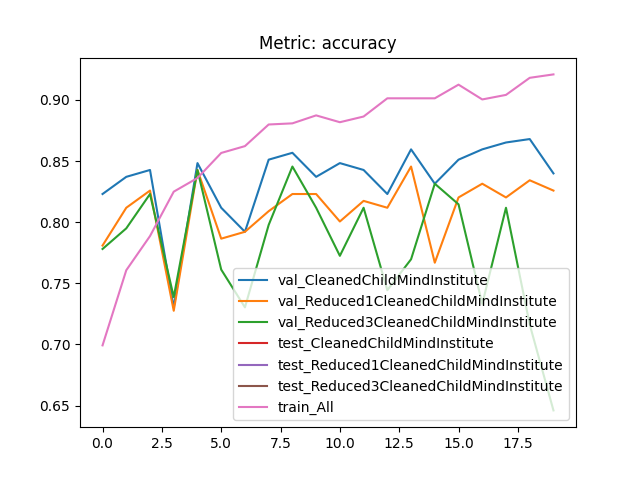 Metric: accuracy
0.90
0.85
0.80
0.75
0.70
0.65
0.0 2.5 5.0 7.5 10.0 12.5 15.0 17.5
val_CleanedChildMindInstitute
val_Reduced1CleanedChildMindInstitute
val_Reduced3CleanedChildMindInstitute
test_CleanedChildMindInstitute
test_Reduced1CleanedChildMindInstitute
test_Reduced3CleanedChildMindInstitute
train_All